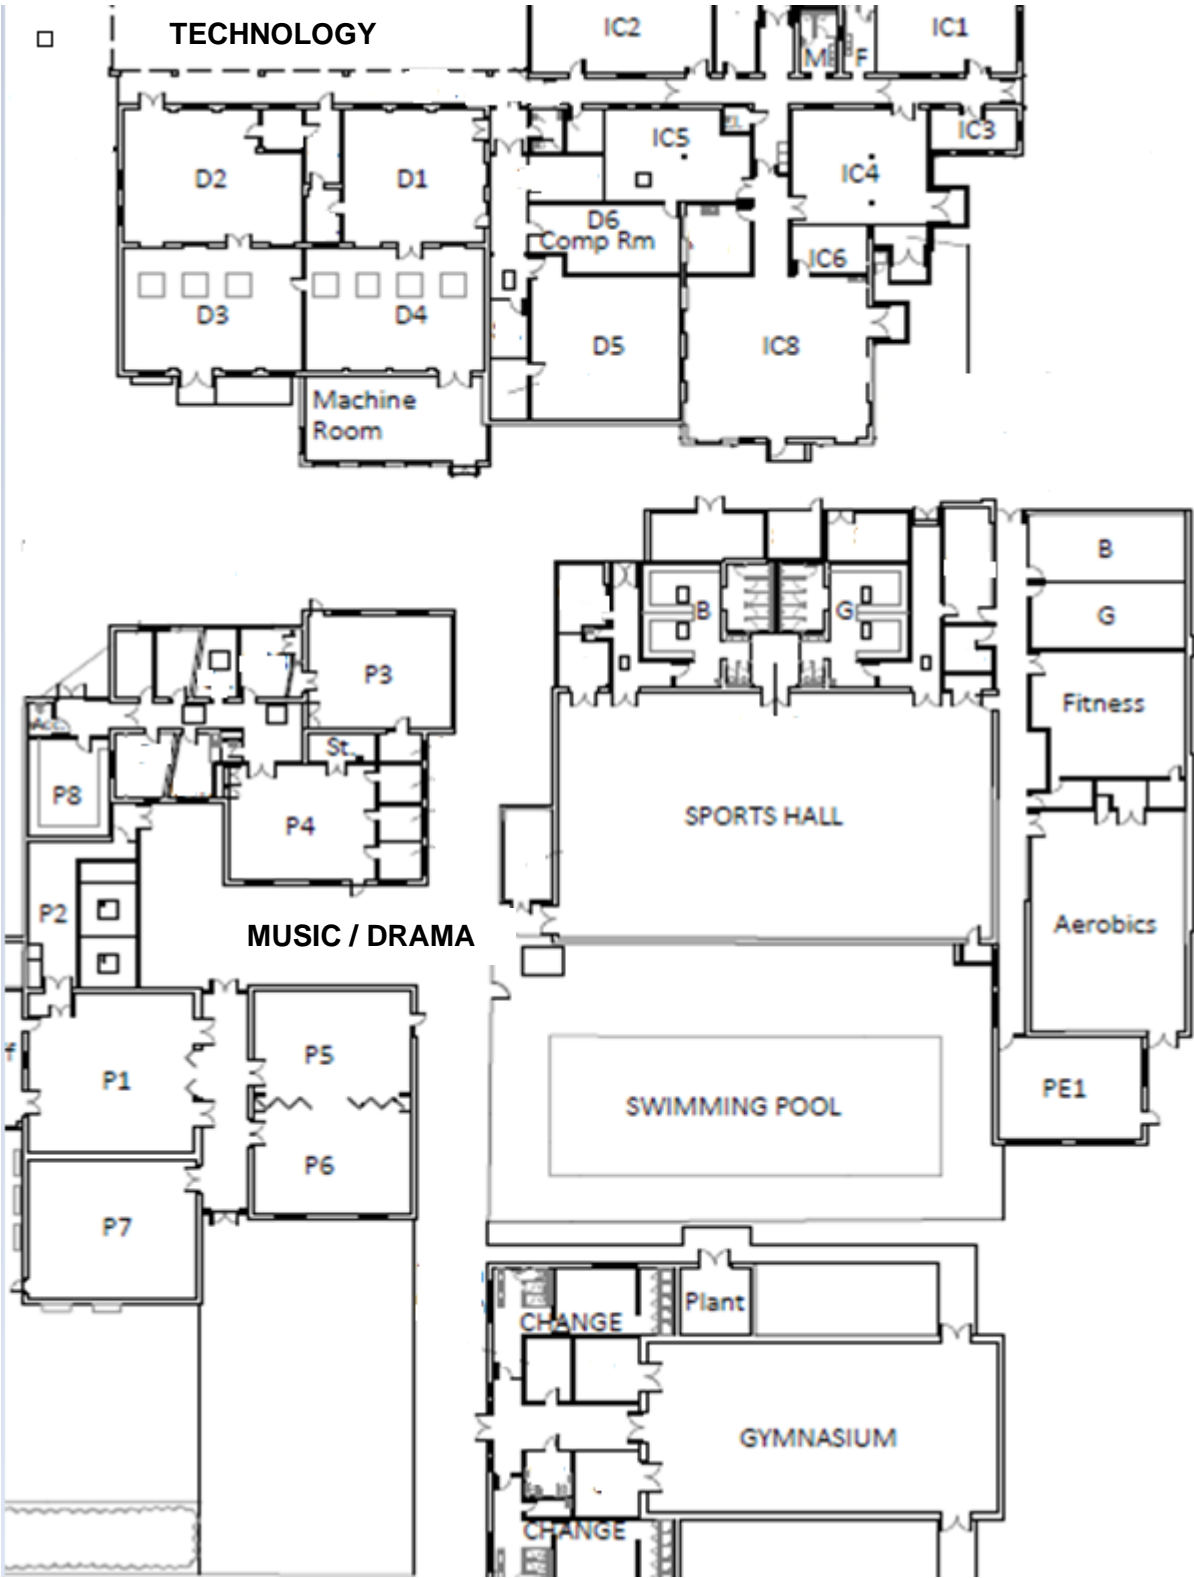 TECHNOLOGY
IC2
M
F
IC1
IC3
IC5
IC4
D2
D1
D6
Comp Rm
IC6
D3
D4
D5
IC8
Machine
Room
B
G
B
G
P3
Fitness
St.
P8
P4
SPORTS HALL
P2
Aerobics
MUSIC / DRAMA
P5
P1
PE1
SWIMMING POOL
P6
P7
Plant
CHANGE
GYMNASIUM
CHANGE